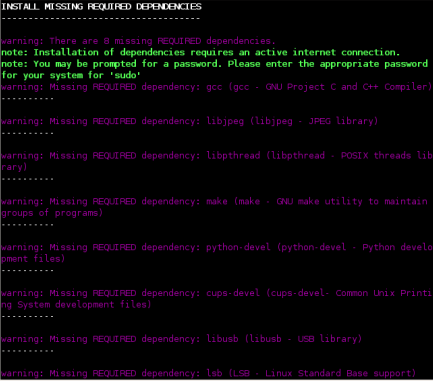 INSTALL MISSING REQUIRED DEPENDENCIES
-------------------------------------
warning: There are 8 missing REQUIRED dependencies.
note: Installation of dependencies requires an active internet connection.
note: You may be prompted for a password. Please enter the appropriate password
for your system for 'sudo'
warning: Missing REQUIRED dependency: gcc (gcc - GNU Project C and C++ Compiler)
----------
warning: Missing REQUIRED dependency: libjpeg (libjpeg - JPEG library)
----------
warning: Missing REQUIRED dependency: libpthread (libpthread - POSIX threads lib
rary)
----------
warning: Missing REQUIRED dependency: make (make - GNU make utility to maintain
groups of programs)
----------
warning: Missing REQUIRED dependency: python-devel (python-devel - Python develo
pment files)
----------
warning: Missing REQUIRED dependency: cups-devel (cups-devel- Common Unix Printi
ng System development files)
----------
warning: Missing REQUIRED dependency: libusb (libusb - USB library)
----------
warning: Missing REQUIRED dependency: lsb (LSB - Linux Standard Base support)